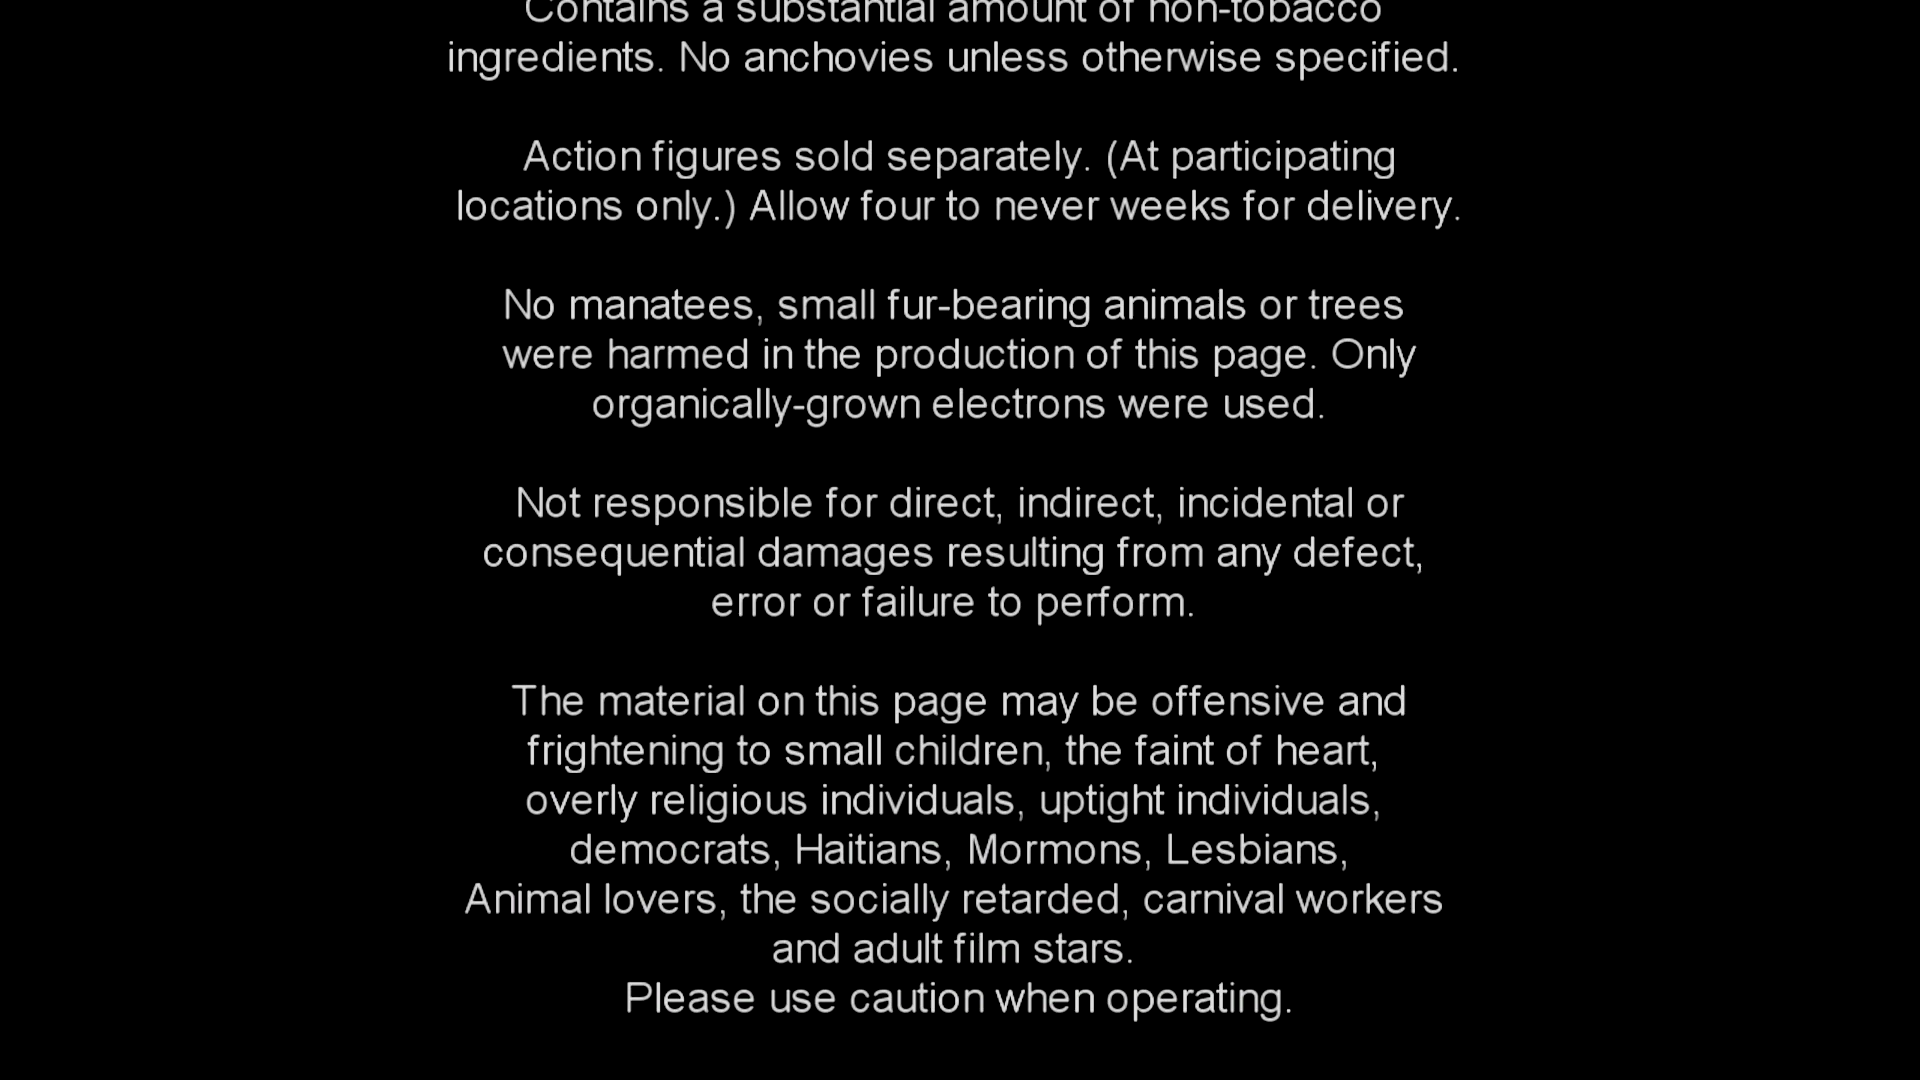 Contains a substantial amount of non-tobacco
ingredients. No anchovies unless otherwise specified.
Action figures sold separately. (At participating
locations only.) Allow four to never weeks for delivery.
No manatees, small fur-bearing animals or trees
were harmed in the production of this page. Only
organically-grown electrons were used.
Not responsible for direct, indirect, incidental or
consequential damages resulting from any defect,
error or failure to perform.
The material on this page may be offensive and
frightening to small children, the faint of heart,
overly religious individuals, uptight individuals,
democrats, Haitians, Mormons, Lesbians,
Animal lovers, the socially retarded, carnival workers
and adult film stars.
Please use caution when operating.